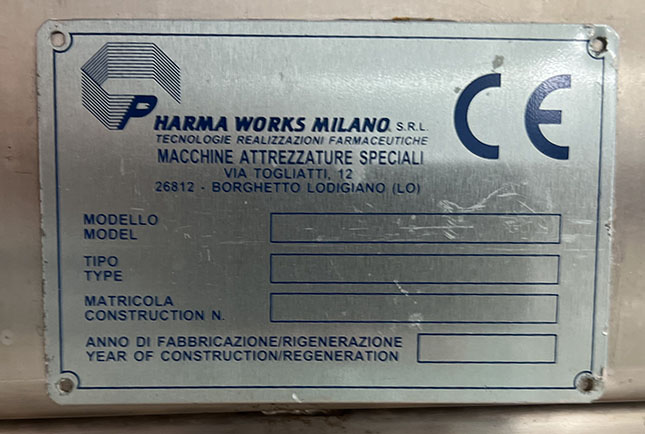 PHARMA WORKS MILANO S.R.L.
TECNOLOGIE REALIZZAZIONI FARMACEUTICHE
MACCHINE ATTREZZATURE SPECIALI
VIA TOGLIATTI, 12
26812 - BORGHETTO LODIGIANO (LO)
CE
MODELLO
MODEL
TIPO
TYPE
MATRICOLA
CONSTRUCTION N.
ANNO DI FABBRICAZIONE/RIGENERAZIONE
YEAR OF CONSTRUCTION/REGENERATION